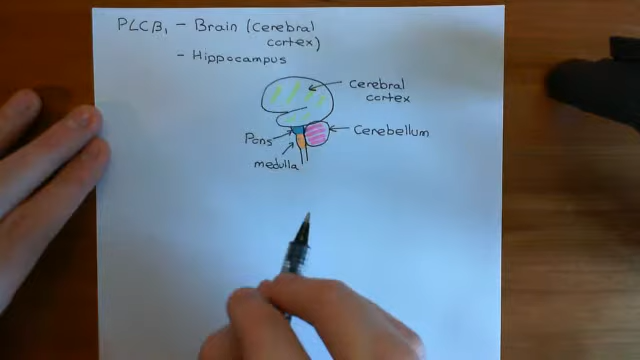 PLCβ₁ - Brain (Cerebral
cortex)
- Hippocampus
cerebral
cortex
Pons
Cerebellum
medulla